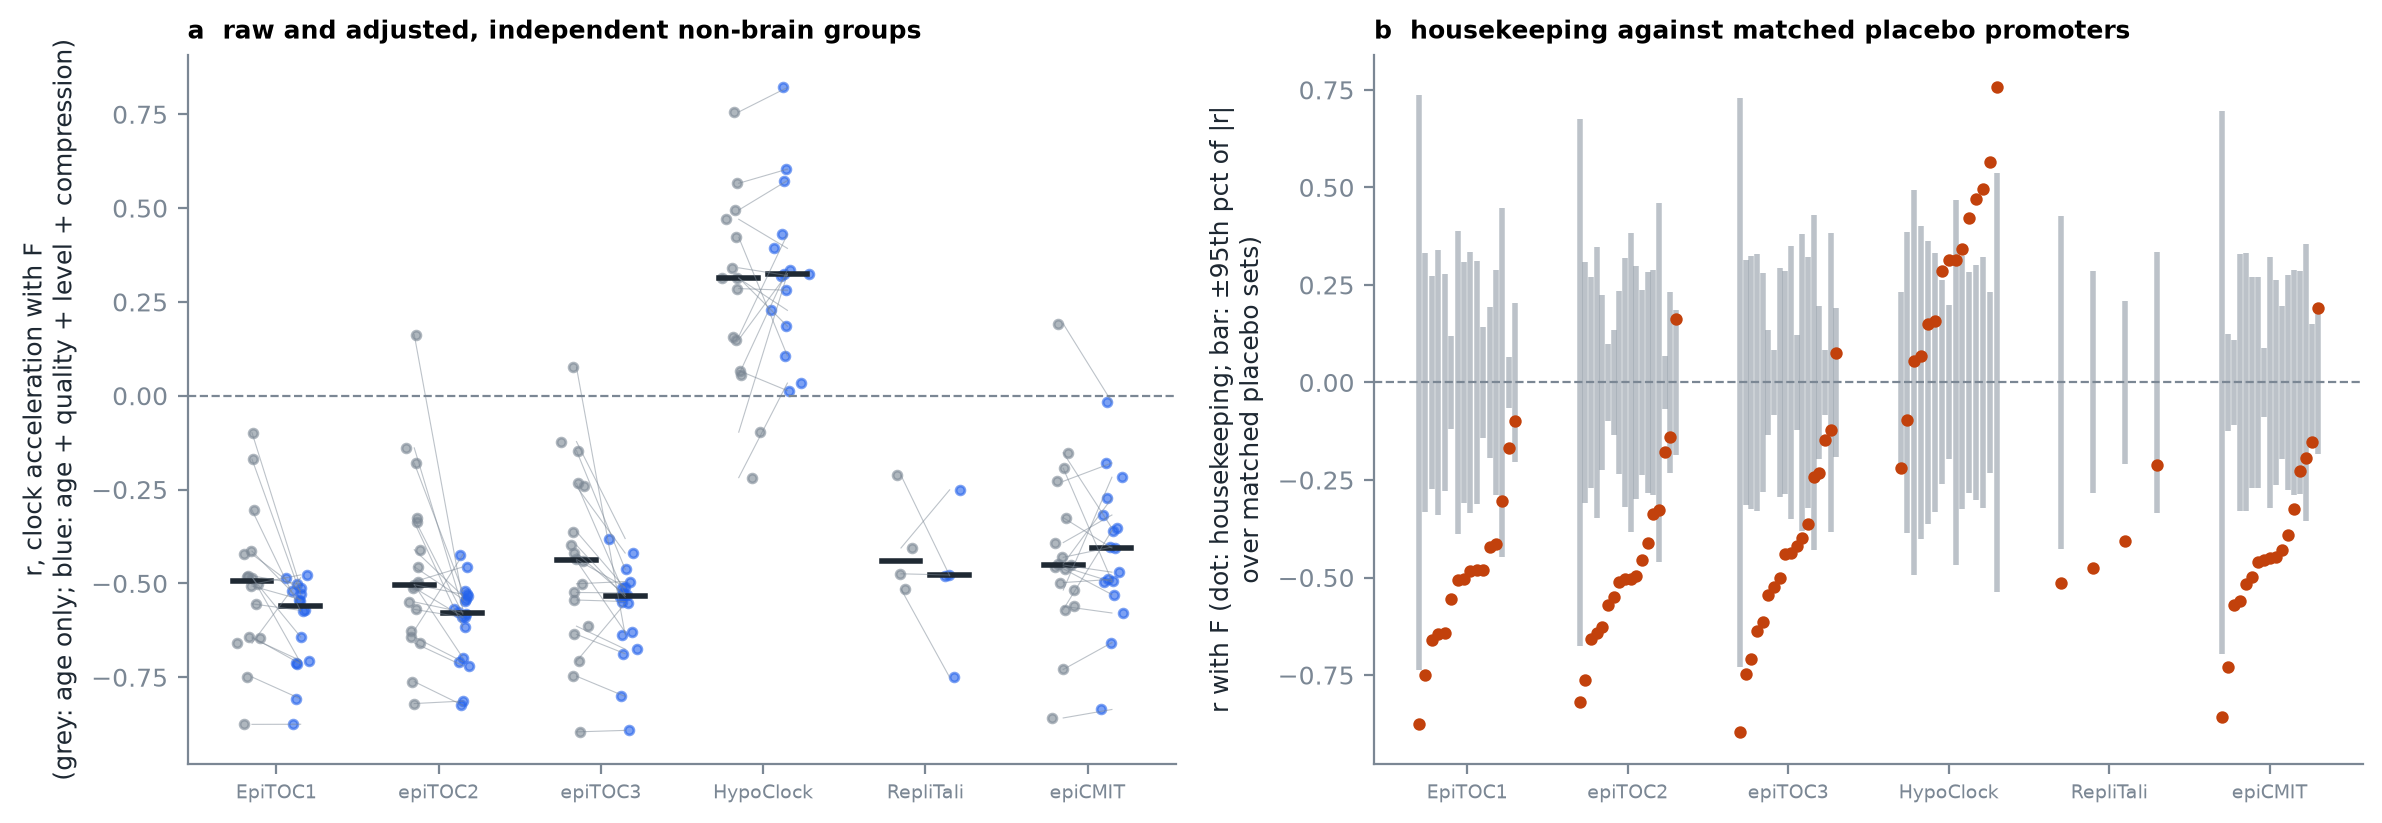 a  raw and adjusted, independent non-brain groups
r, clock acceleration with F
(grey: age only; blue: age + quality + level + compression)
0.75
0.50
0.25
0.00
−0.25
−0.50
−0.75
EpiTOC1
epiTOC2
epiTOC3
HypoClock
RepliTali
epiCMIT
b  housekeeping against matched placebo promoters
r with F (dot: housekeeping; bar: ±95th pct of |r|
over matched placebo sets)
0.75
0.50
0.25
0.00
−0.25
−0.50
−0.75
EpiTOC1
epiTOC2
epiTOC3
HypoClock
RepliTali
epiCMIT